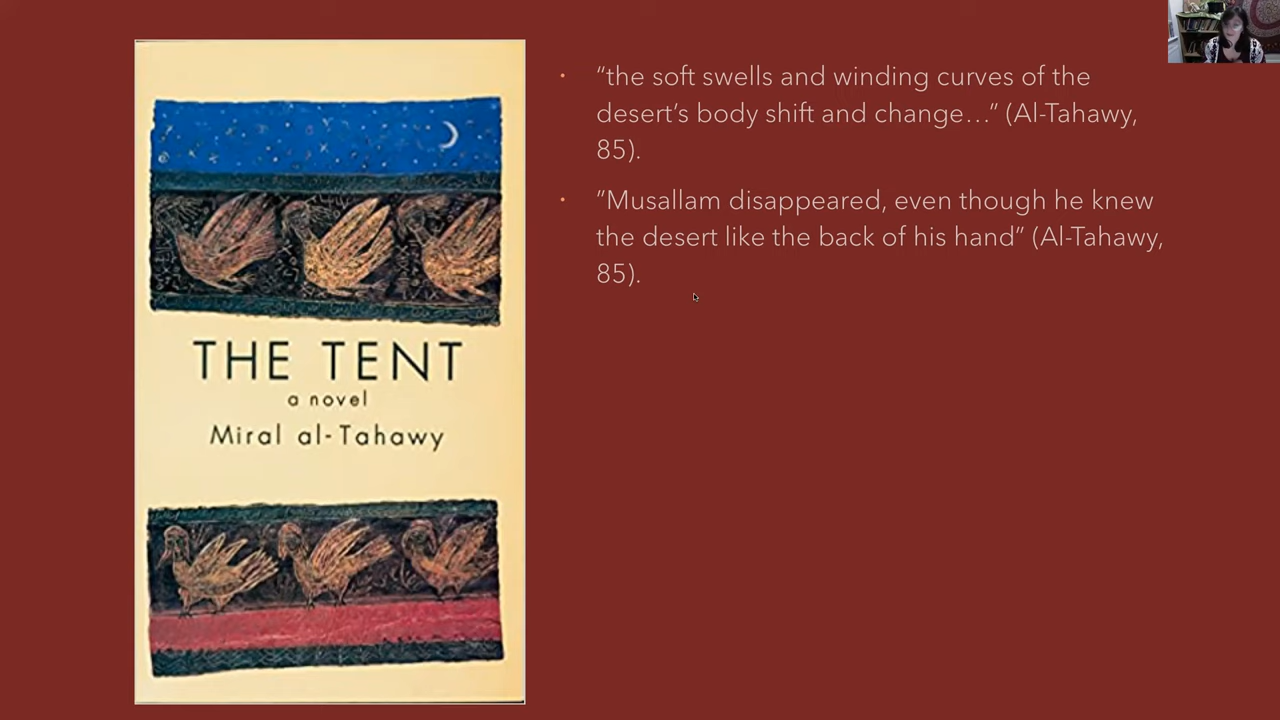 THE TENT
a novel
Miral al-Tahawy
• “the soft swells and winding curves of the
desert’s body shift and change…” (Al-Tahawy,
85).
• ”Musallam disappeared, even though he knew
the desert like the back of his hand” (Al-Tahawy,
85).